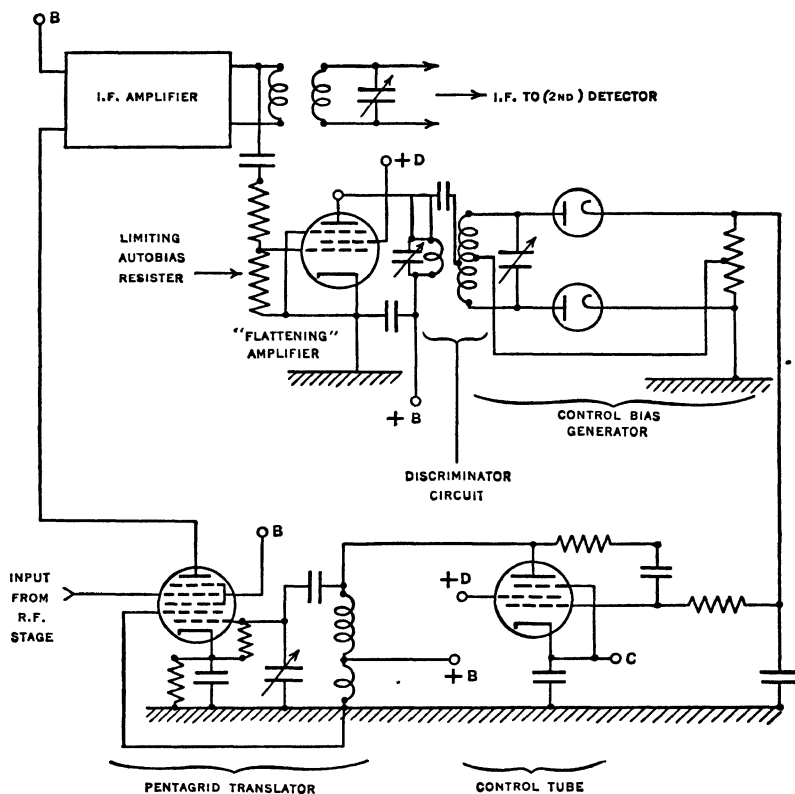 B
I.F. AMPLIFIER
I.F. TO (2ND) DETECTOR
+D
LIMITING
AUTOBIAS
RESISTER
"FLATTENING"
AMPLIFIER
+B
CONTROL BIAS
GENERATOR
DISCRIMINATOR
CIRCUIT
B
INPUT
FROM
R.F.
STAGE
+D
+B
C
PENTAGRID TRANSLATOR
CONTROL TUBE